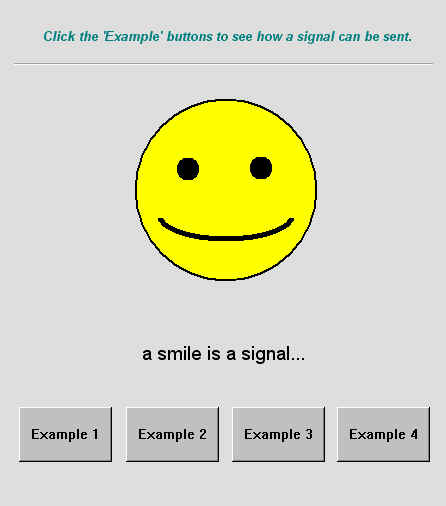 Click the 'Example' buttons to see how a signal can be sent.
a smile is a signal...
Example 1
Example 2
Example 3
Example 4